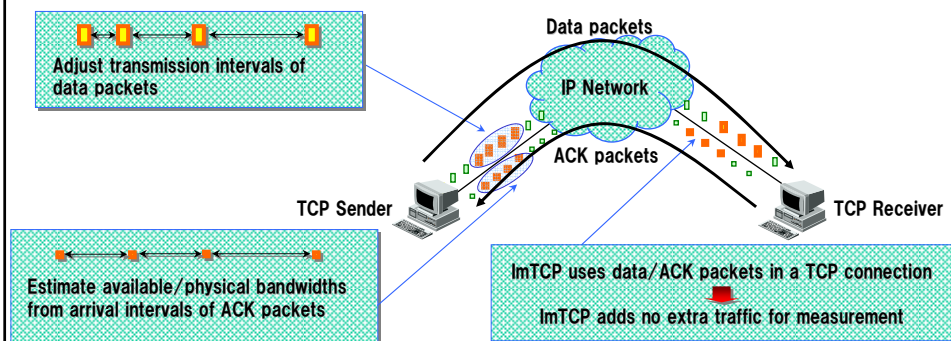 Adjust transmission intervals of
data packets
Data packets
IP Network
ACK packets
TCP Sender
TCP Receiver
Estimate available/physical bandwidths
from arrival intervals of ACK packets
ImTCP uses data/ACK packets in a TCP connection
ImTCP adds no extra traffic for measurement